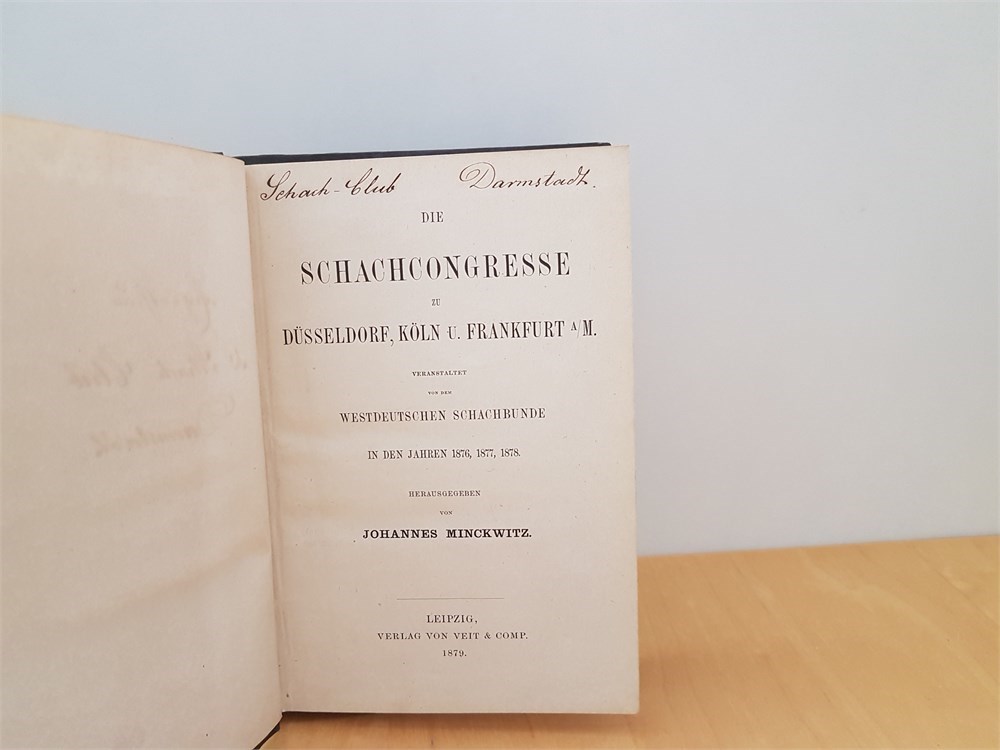 Schach-Club Darmstadt.
DIE
SCHACHCONGRESSE
ZU
DÜSSELDORF, KÖLN U. FRANKFURT A/M.
VERANSTALTET
VON DEM
WESTDEUTSCHEN SCHACHBUNDE
IN DEN JAHREN 1876, 1877, 1878.
HERAUSGEGEBEN
VON
JOHANNES MINCKWITZ.
LEIPZIG,
VERLAG VON VEIT & COMP.
1879.